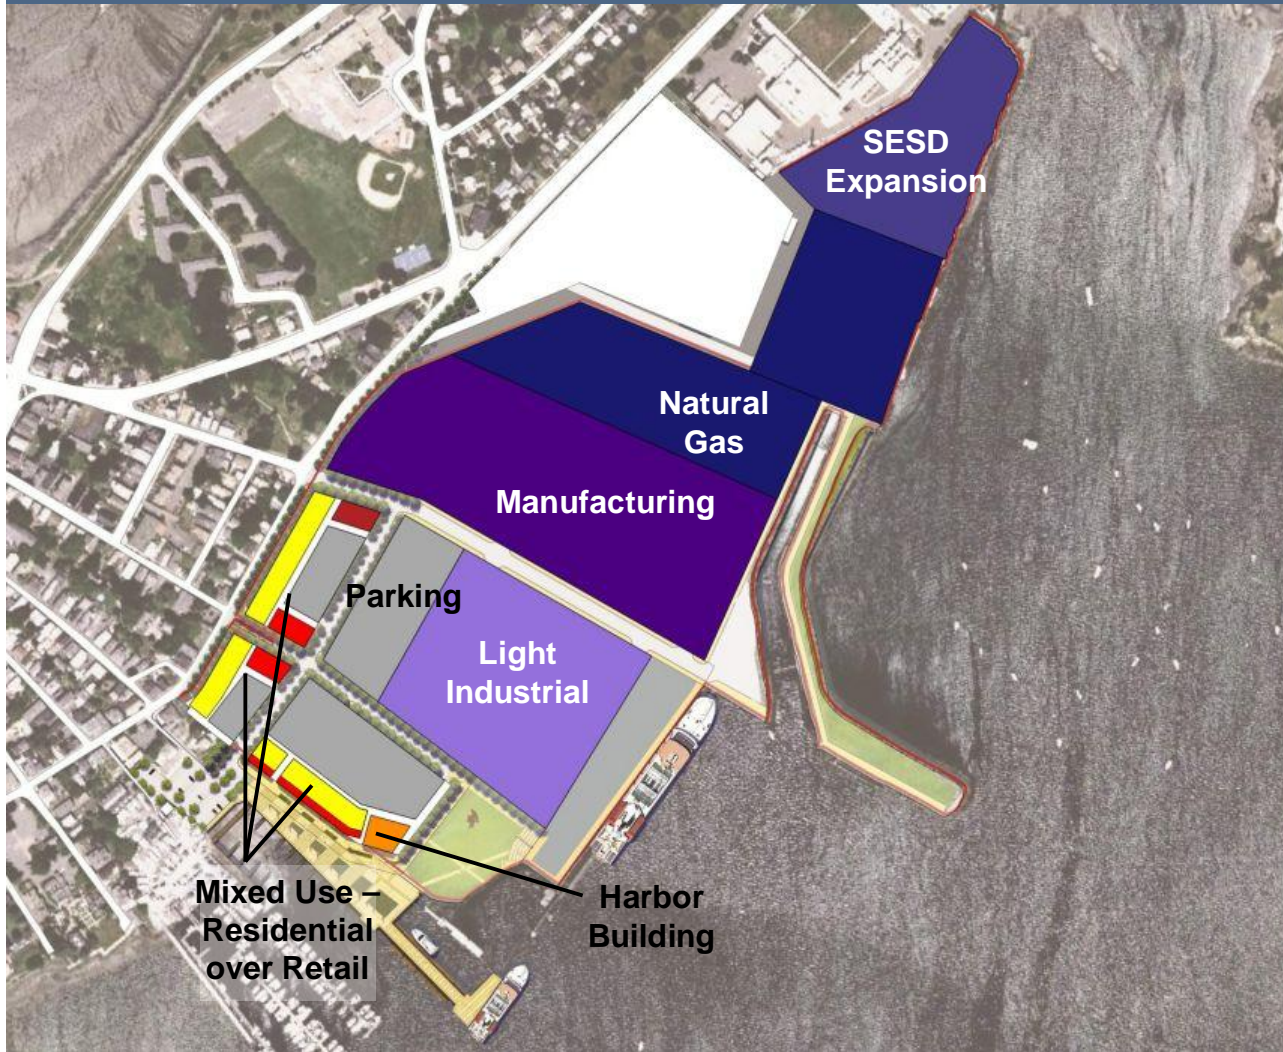 SESD
Expansion
Natural
Gas
Manufacturing
Parking
Light
Industrial
Mixed Use –
Residential
over Retail
Harbor
Building